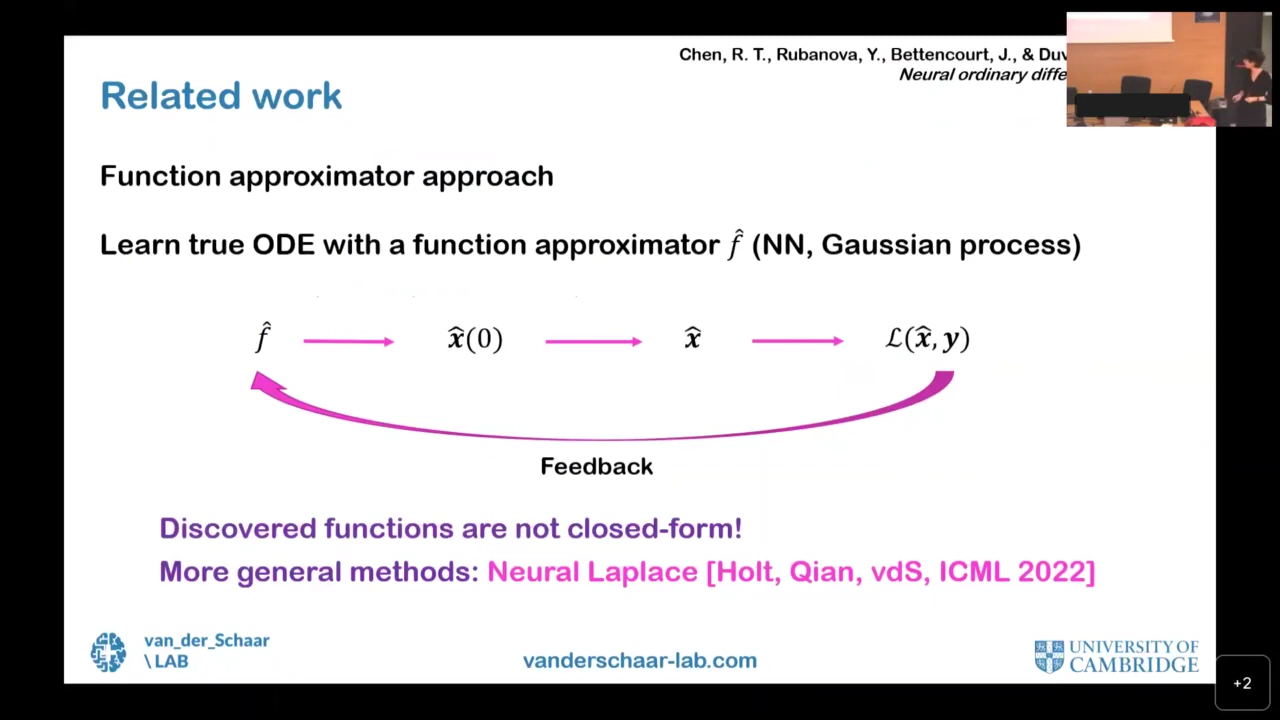 Chen, R. T., Rubanova, Y., Bettencourt, J., &
Neural ordinary
Related work
Function approximator approach
Learn true ODE with a function approximator f̂ (NN, Gaussian process)
f̂ x̂(0) x̂ ℒ(x̂, y)
Feedback
Discovered functions are not closed-form!
More general methods: Neural Laplace [Holt, Qian, vdS, ICML 2022]
van_der_Schaar
\ LAB
vanderschaar-lab.com
UNIVERSITY OF
CAMBRIDGE
+2